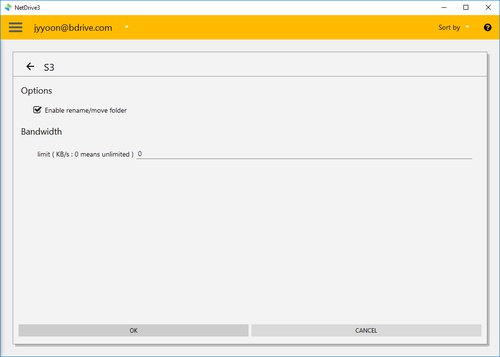 NetDrive3
jyyoon@bdrive.com
Sort by
S3
Options
Enable rename/move folder
Bandwidth
limit ( KB/s : 0 means unlimited ) 0
OK
CANCEL